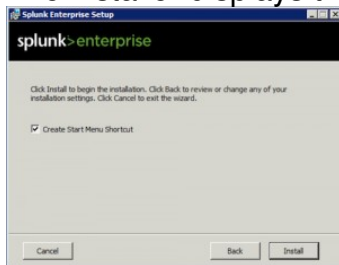 Splunk Enterprise Setup
splunk>enterprise
Click Install to begin the installation. Click Back to review or change any of your
installation settings. Click Cancel to exit the wizard.
Create Start Menu Shortcut
Cancel
Back
Install